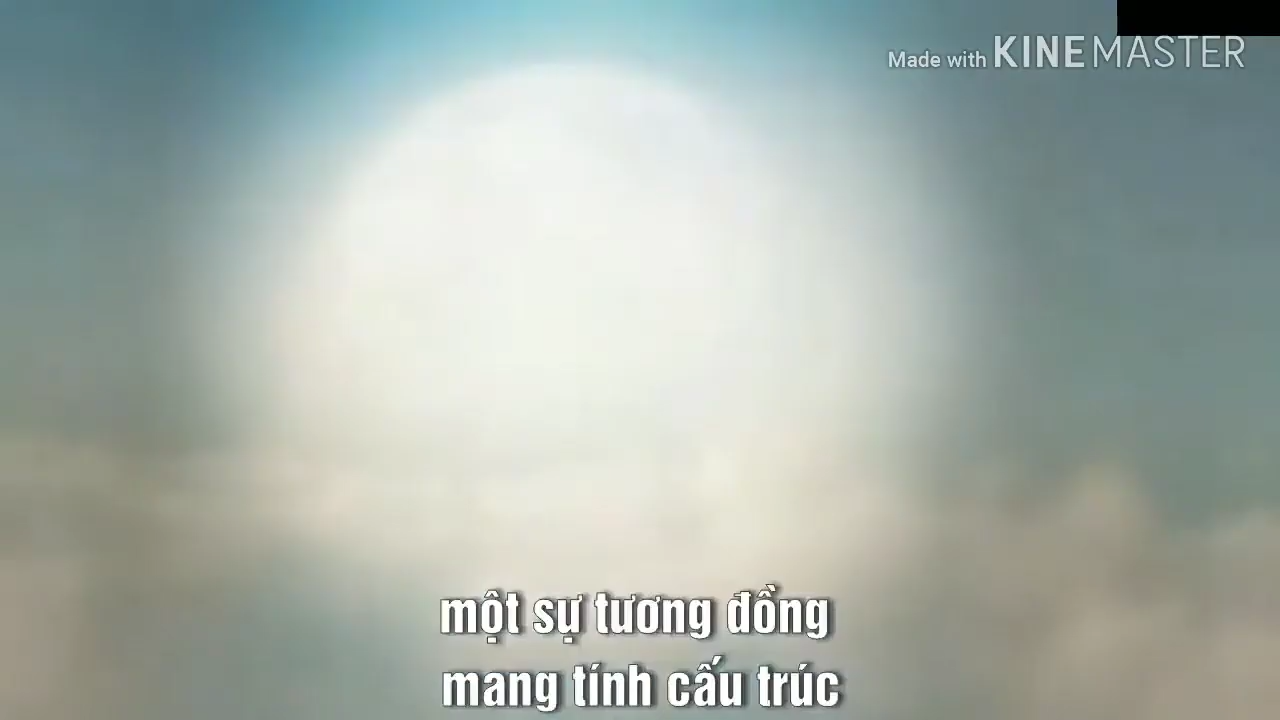 Made with KINEMASTER
một sự tương đồng
mang tính cấu trúc